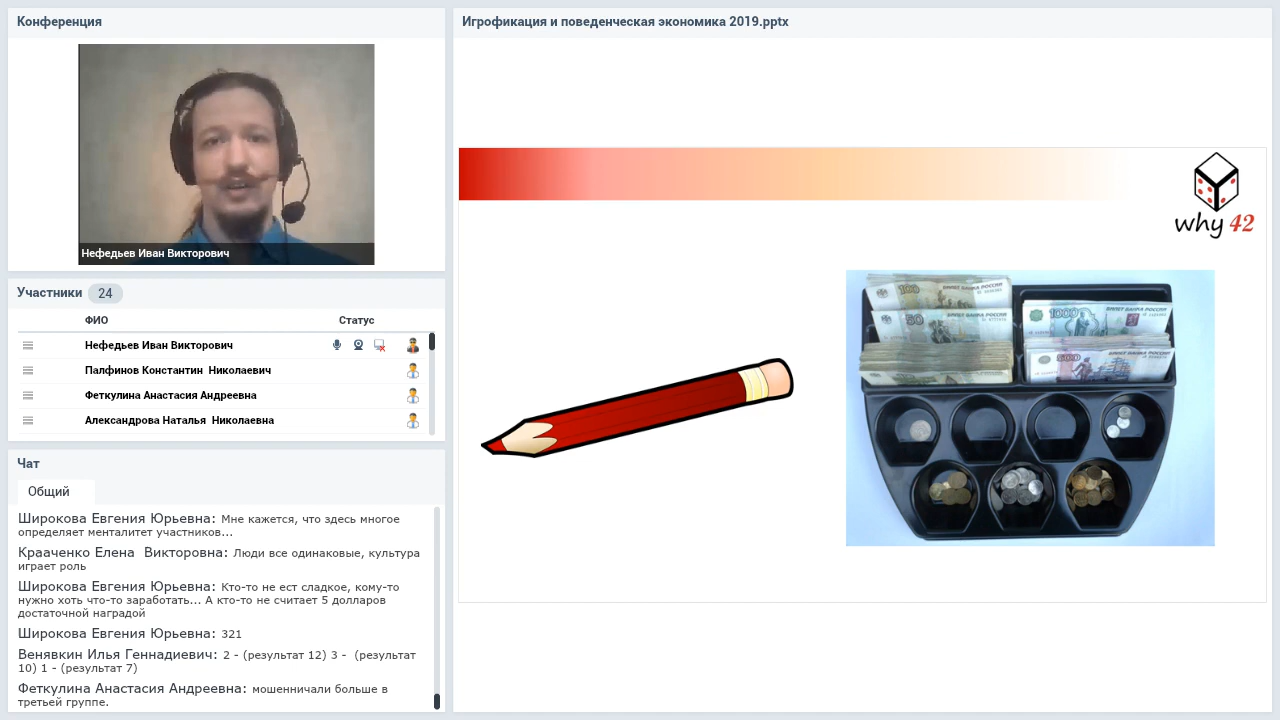 Конференция
Нефедьев Иван Викторович
Участники 24
ФИО Статус
Нефедьев Иван Викторович
Палфинов Константин  Николаевич
Феткулина Анастасия Андреевна
Александрова Наталья  Николаевна
Чат
Общий
Широкова Евгения Юрьевна: Мне кажется, что здесь многое
определяет менталитет участников...
Крааченко Елена  Викторовна: Люди все одинаковые, культура
играет роль
Широкова Евгения Юрьевна: Кто-то не ест сладкое, кому-то
нужно хоть что-то заработать... А кто-то не считает 5 долларов
достаточной наградой
Широкова Евгения Юрьевна: 321
Венявкин Илья Геннадиевич: 2 - (результат 12) 3 -  (результат
10) 1 - (результат 7)
Феткулина Анастасия Андреевна: мошенничали больше в
третьей группе.
Игрофикация и поведенческая экономика 2019.pptx
why 42
100
50
1000
500